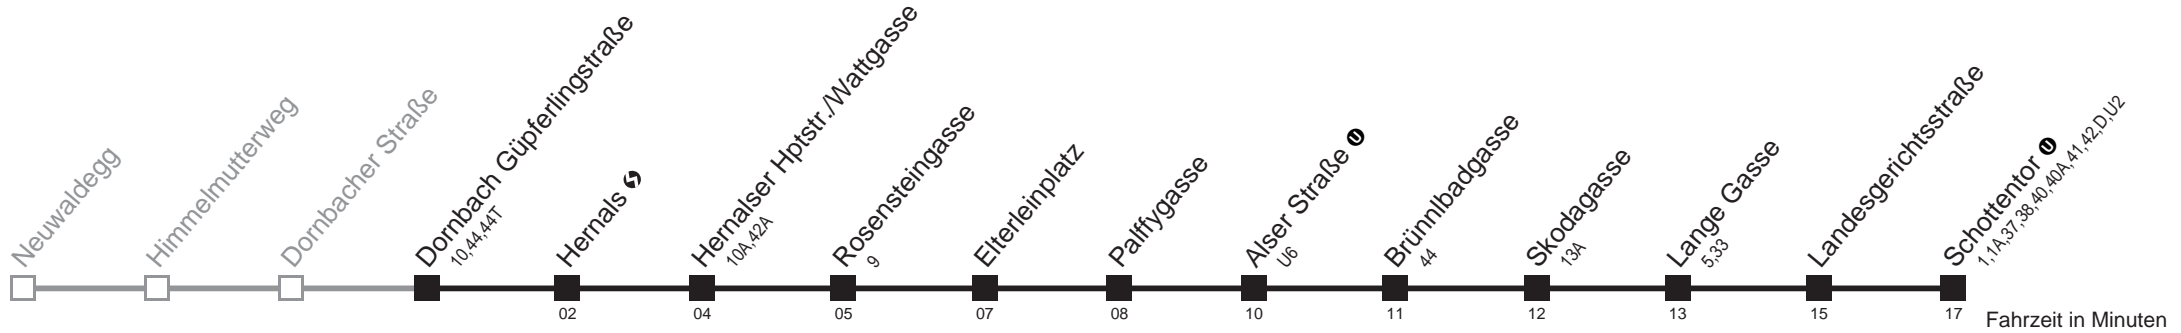 Neuwaldegg
Himmelmutterweg
Dornbacher Straße
Dornbach Güpferlingstraße
10,44,44T
Hernals
Hernalser Hptstr./Wattgasse
10A,42A
Rosensteingasse
9
Elterleinplatz
Palffygasse
Alser Straße U
U6
Brünnlbadgasse
44
Skodagasse
13A
Lange Gasse
5,33
Landesgerichtsstraße
Schottentor U
1,1A,37,38,40,40A,41,42,D,U2
02 04 05 07 08 10 11 12 13 15 17 Fahrzeit in Minuten